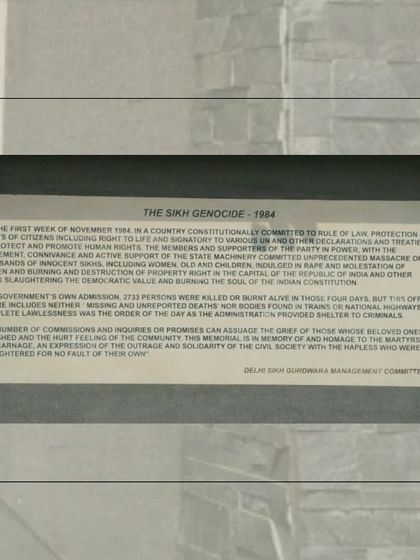 THE SIKH GENOCIDE - 1984
HE FIRST WEEK OF NOVEMBER 1984, IN A COUNTRY CONSTITUTIONALLY COMMITTED TO RULE OF LAW, PROTECTION
S OF CITIZENS INCLUDING RIGHT TO LIFE AND SIGNATORY TO VARIOUS UN AND OTHER DECLARATIONS AND TREATIE
OTECT AND PROMOTE HUMAN RIGHTS. THE MEMBERS AND SUPPORTERS OF THE PARTY IN POWER, WITH THE
EMENT, CONNIVANCE AND ACTIVE SUPPORT OF THE STATE MACHINERY COMMITTED UNPRECEDENTED MASSACRE O
SANDS OF INNOCENT SIKHS, INCLUDING WOMEN, OLD AND CHILDREN, INDULGED IN RAPE AND MOLESTATION OF
EN AND BURNING AND DESTRUCTION OF PROPERTY RIGHT IN THE CAPITAL OF THE REPUBLIC OF INDIA AND OTHER
S SLAUGHTERING THE DEMOCRATIC VALUE AND BURNING THE SOUL OF THE INDIAN CONSTITUTION.
GOVERNMENT'S OWN ADMISSION, 2733 PERSONS WERE KILLED OR BURNT ALIVE IN THOSE FOUR DAYS, BUT THIS OFF
E INCLUDES NEITHER ' MISSING AND UNREPORTED DEATHS' NOR BODIES FOUND IN TRAINS OR NATIONAL HIGHWAYS
PLETE LAWLESSNESS WAS THE ORDER OF THE DAY AS THE ADMINISTRATION PROVIDED SHELTER TO CRIMINALS.
NUMBER OF COMMISSIONS AND INQUIRIES OR PROMISES CAN ASSUAGE THE GRIEF OF THOSE WHOSE BELOVED ONE
SHED AND THE HURT FEELING OF THE COMMUNITY. THIS MEMORIAL IS IN MEMORY OF AND HOMAGE TO THE MARTYRS
CARNAGE, AN EXPRESSION OF THE OUTRAGE AND SOLIDARITY OF THE CIVIL SOCIETY WITH THE HAPLESS WHO WERE
GHTERED FOR NO FAULT OF THEIR OWN"
DELHI SIKH GURDWARA MANAGEMENT COMMITTE